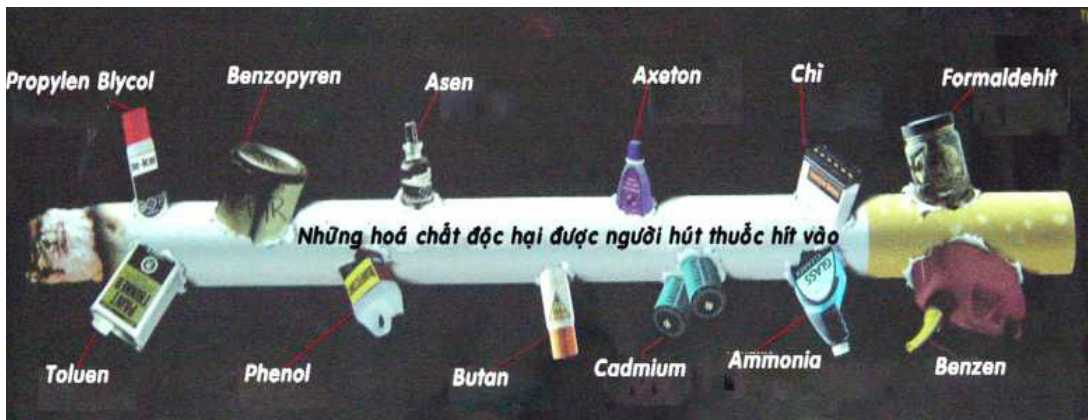 Propylen Blycol
Benzopyren
Asen
Axeton
Chì
Formaldehit
Những hoá chất độc hại được người hút thuốc hít vào
GLASS
Toluen
Phenol
Butan
Cadmium
Ammonia
Benzen